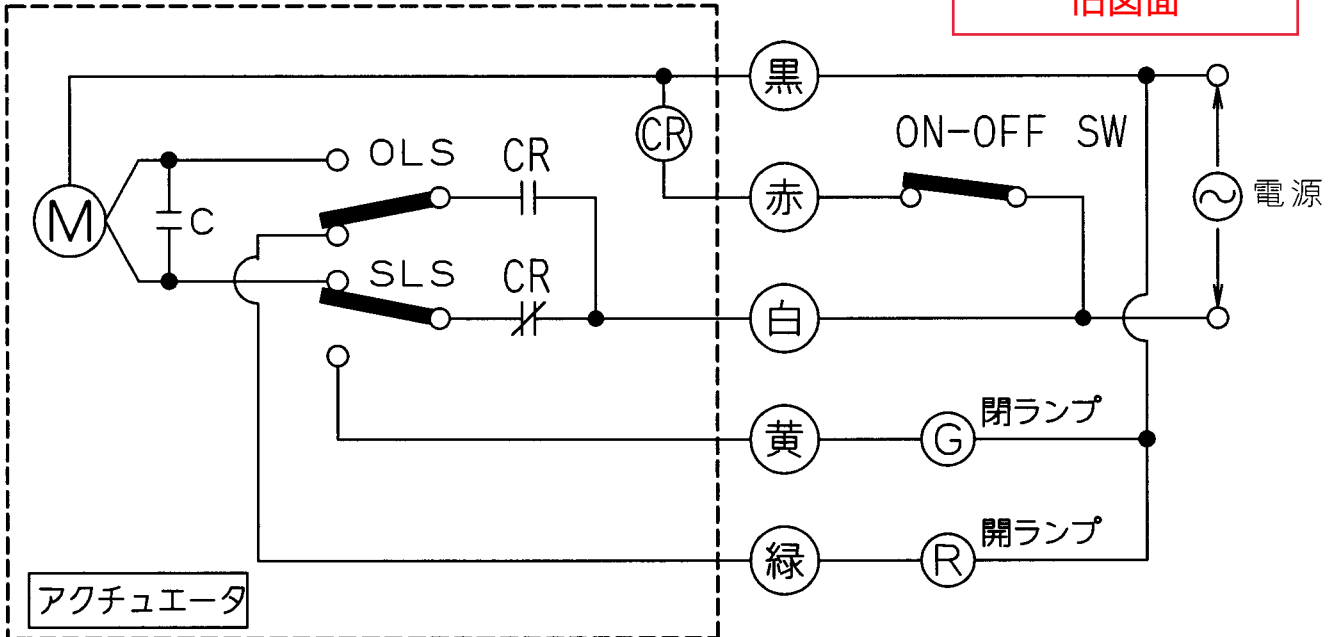 旧図面
黒
CR
ON-OFF SW
OLS CR
赤
電源
M
C
SLS CR
白
閉ランプ
黄 G
開ランプ
緑 R
アクチュエータ